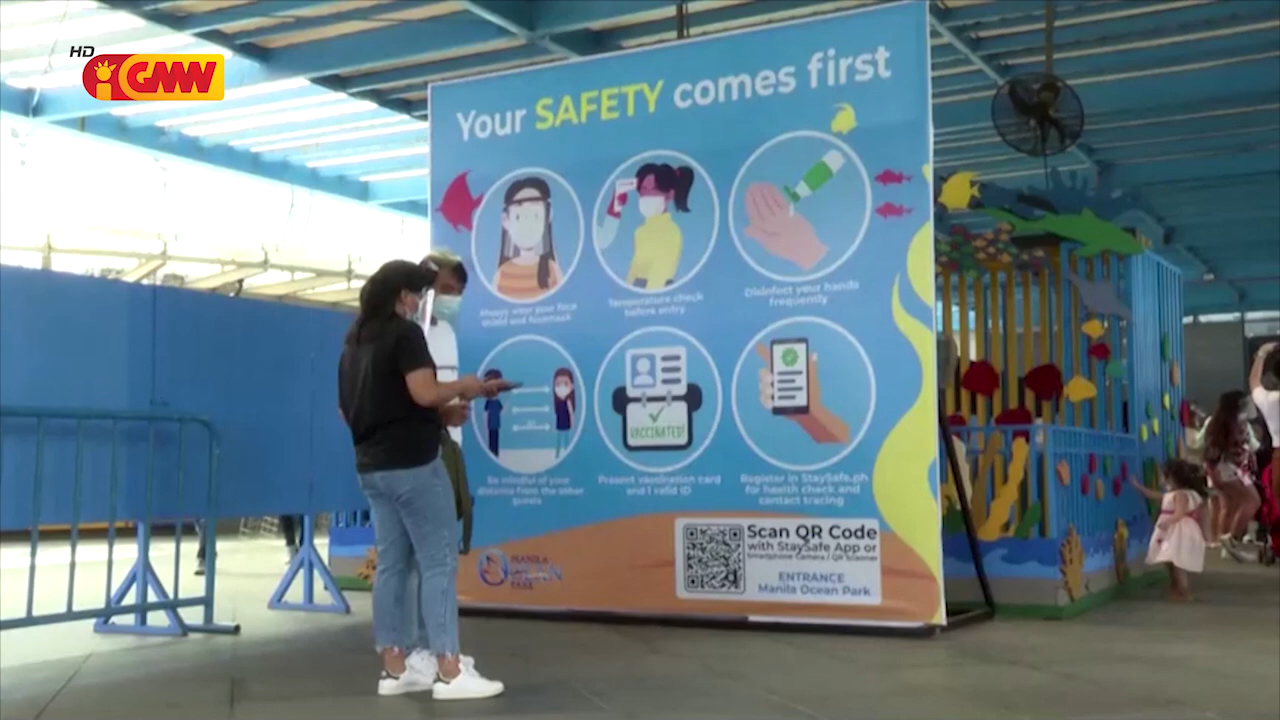 HD
iGMW
Your SAFETY comes first
Always wear your face
shield and facemask
Temperature check
before entry
Disinfect your hands
frequently
VACCINATED!
Be mindful of your
distance from the other
guests
Present vaccination card
and 1 valid ID
Register in StaySafe.ph
for health check and
contact tracing
MANILA
OCEAN
PARK
Scan QR Code
with StaySafe App or
Smartphone Camera / QR Scanner
ENTRANCE
Manila Ocean Park